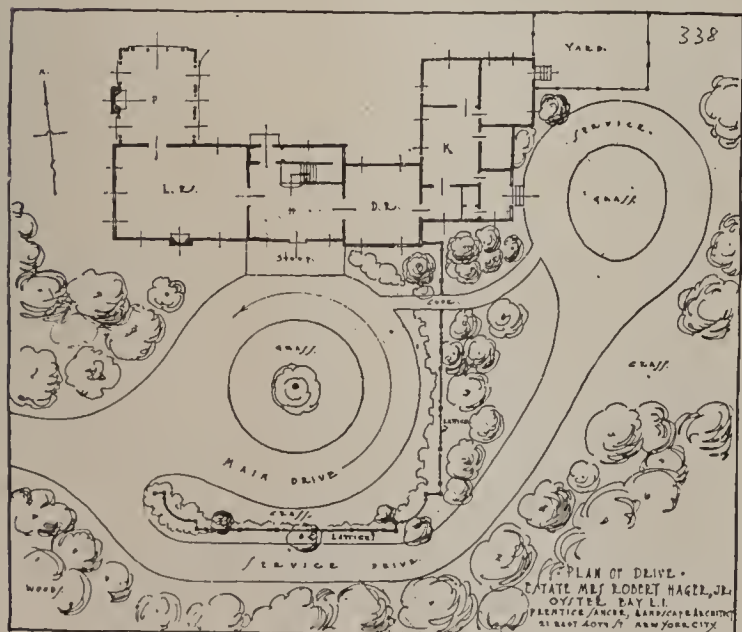 338
YARD.
N.
P
SERVICE.
K.
GRASS.
L.R.
H
D.R.
Stoop.
DOOR.
GRASS.
GRASS.
LATTICE
MAIN DRIVE
GRASS.
LATTICE
SERVICE DRIVE
WOODS.
·PLAN OF DRIVE·
ESTATE MRS ROBERT HAGER, JR.
OYSTER BAY L.I.
PRENTICE SANGER, LANDSCAPE ARCHITECT
21 EAST 40TH ST NEW YORK CITY